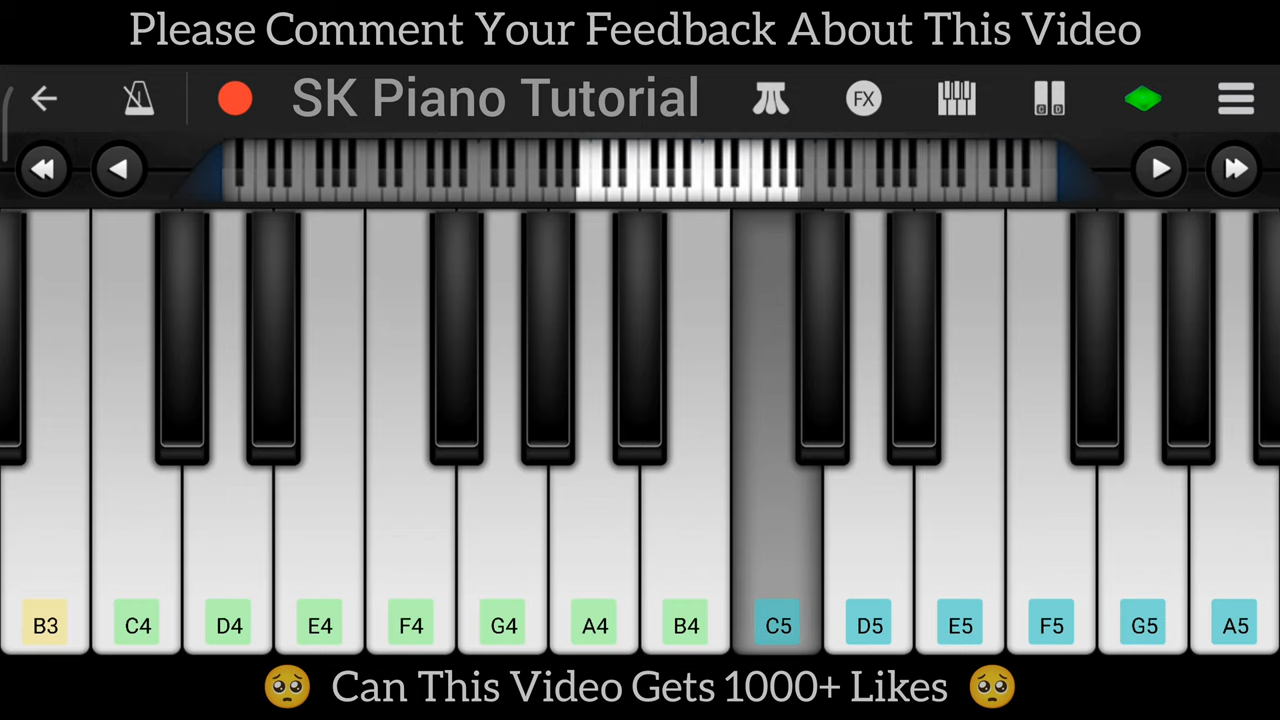 Please Comment Your Feedback About This Video
SK Piano Tutorial
FX
C D
B3 C4 D4 E4 F4 G4 A4 B4 C5 D5 E5 F5 G5 A5
🥺 Can This Video Gets 1000+ Likes 🥺